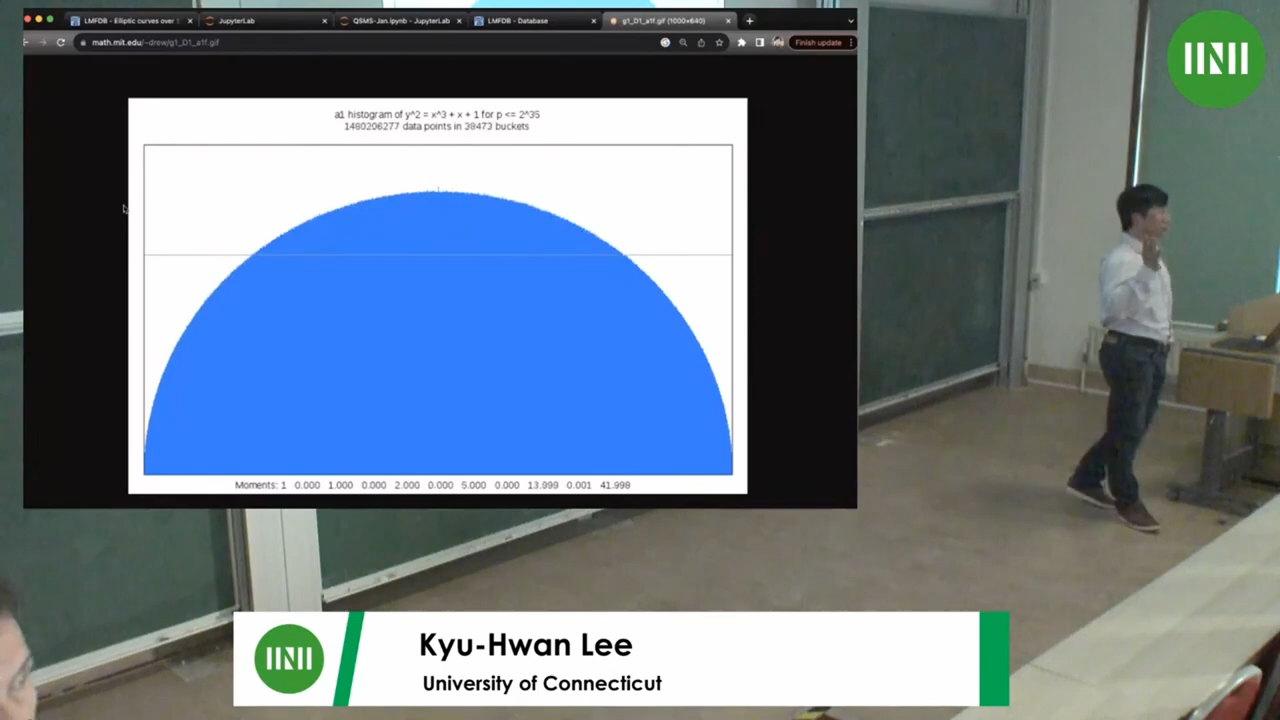 LMFDB - Elliptic curves over
JupyterLab
QSMS-Jan.ipynb - JupyterLab
LMFDB - Database
g1_D1_a1f.gif (1000×640)
math.mit.edu/~drew/g1_D1_a1f.gif
Finish update
a1 histogram of y^2 = x^3 + x + 1 for p <= 2^35
1480206277 data points in 38473 buckets
Moments: 1 0.000 1.000 0.000 2.000 0.000 5.000 0.000 13.999 0.001 41.998
Kyu-Hwan Lee
University of Connecticut